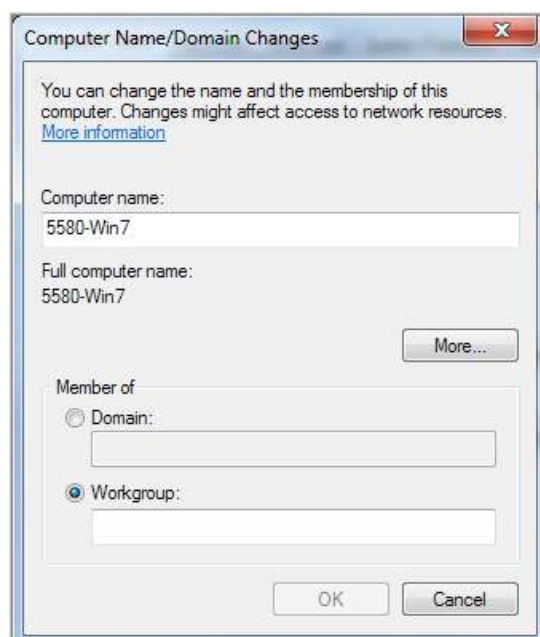 Computer Name/Domain Changes
You can change the name and the membership of this
computer. Changes might affect access to network resources.
More information
Computer name:
5580-Win7
Full computer name:
5580-Win7
More...
Member of
Domain:
Workgroup:
OK
Cancel